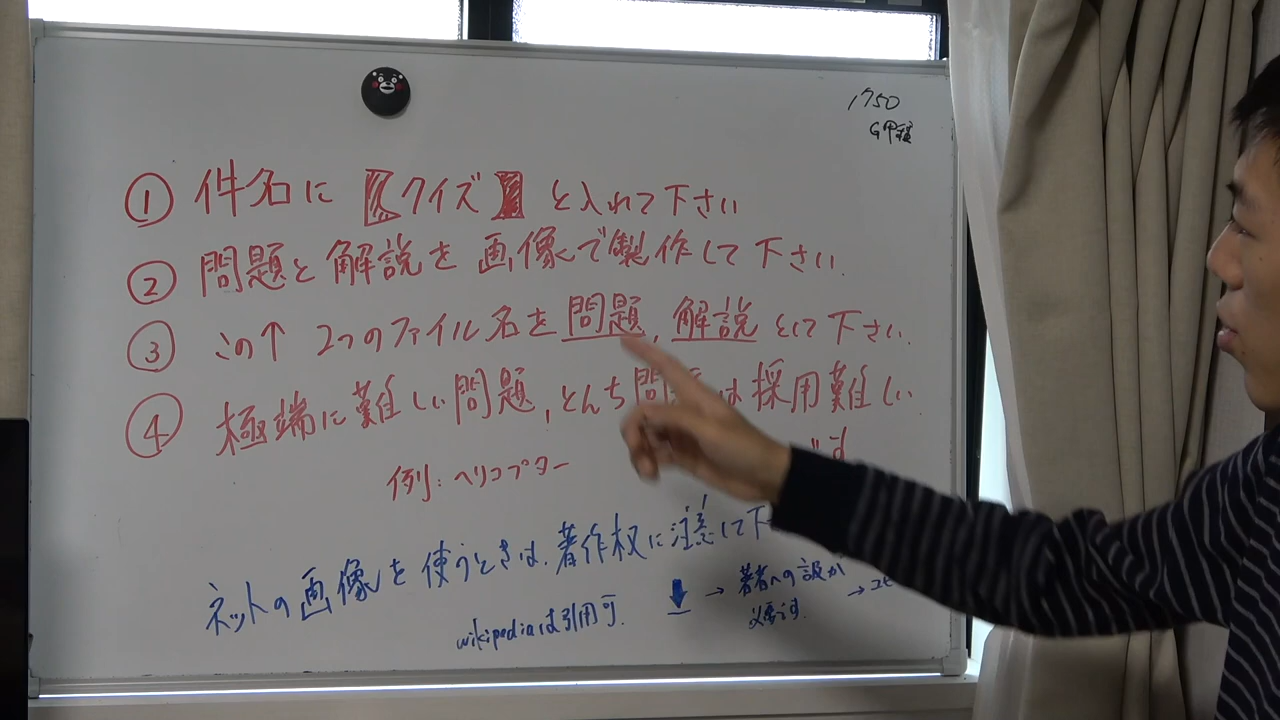 1750
① 件名に【クイズ】と入れて下さい
② 問題と解説を画像で製作して下さい.
③ この↑ 2つのファイル名を問題, 解説として下さい.
④ 極端に難しい問題, とんち問題は採用難しい
例: ヘリコプター
ネットの画像を使うときは, 著作権に注意して下
wikipediaは引用可.
↓ → 著者への
必要です.